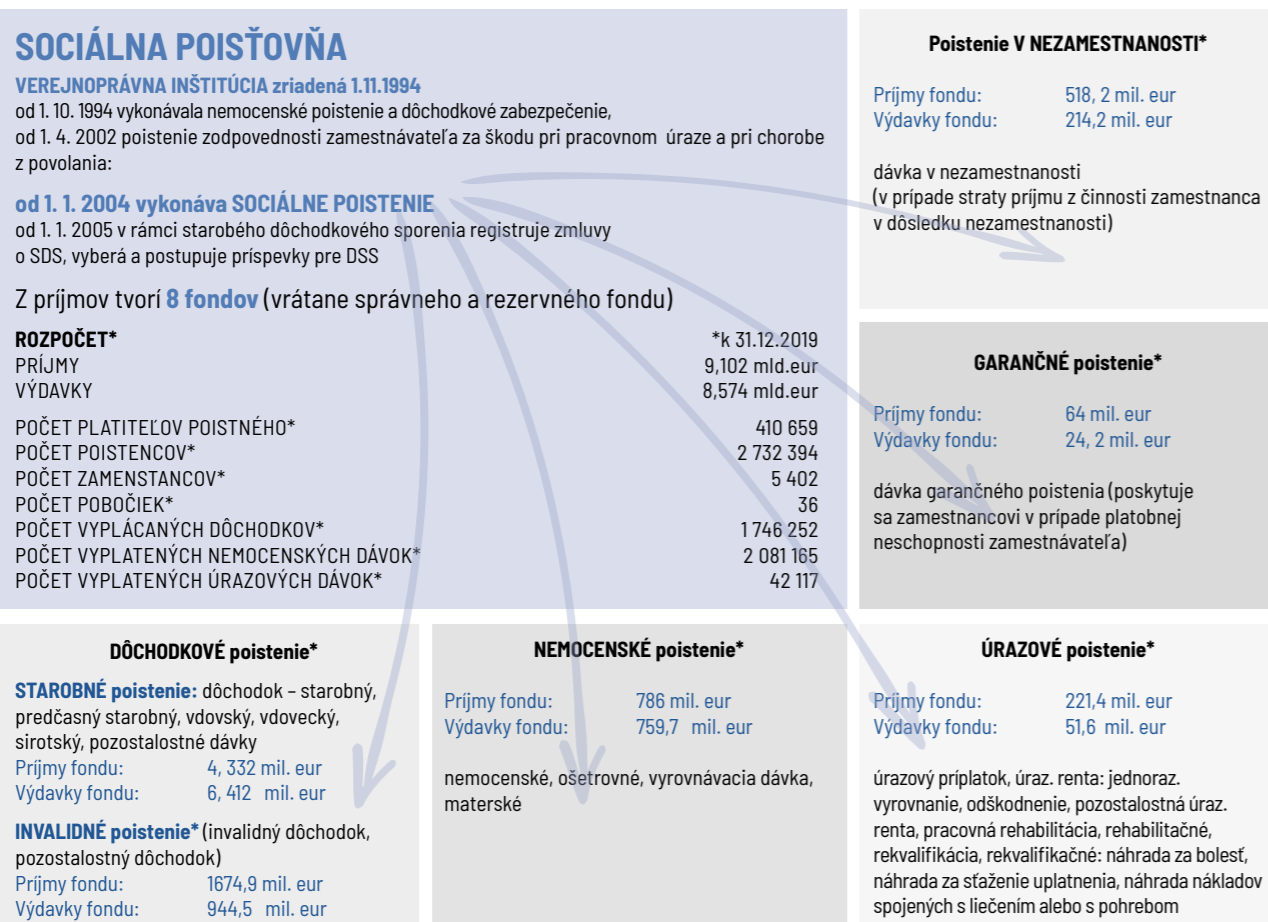 SOCIÁLNA POISŤOVŇA
VEREJNOPRÁVNA INŠTITÚCIA zriadená 1.11.1994
od 1. 10. 1994 vykonávala nemocenské poistenie a dôchodkové zabezpečenie,
od 1. 4. 2002 poistenie zodpovednosti zamestnávateľa za škodu pri pracovnom úraze a pri chorobe
z povolania:
od 1. 1. 2004 vykonáva SOCIÁLNE POISTENIE
od 1. 1. 2005 v rámci starobého dôchodkového sporenia registruje zmluvy
o SDS, vyberá a postupuje príspevky pre DSS
Z príjmov tvorí 8 fondov (vrátane správneho a rezervného fondu)
ROZPOČET* *k 31.12.2019
PRÍJMY 9,102 mld.eur
VÝDAVKY 8,574 mld.eur
POČET PLATITEĽOV POISTNÉHO* 410 659
POČET POISTENCOV* 2 732 394
POČET ZAMENSTANCOV* 5 402
POČET POBOČIEK* 36
POČET VYPLÁCANÝCH DÔCHODKOV* 1 746 252
POČET VYPLATENÝCH NEMOCENSKÝCH DÁVOK* 2 081 165
POČET VYPLATENÝCH ÚRAZOVÝCH DÁVOK* 42 117
Poistenie V NEZAMESTNANOSTI*
Príjmy fondu: 518, 2 mil. eur
Výdavky fondu: 214,2 mil. eur
dávka v nezamestnanosti
(v prípade straty príjmu z činnosti zamestnanca
v dôsledku nezamestnanosti)
GARANČNÉ poistenie*
Príjmy fondu: 64 mil. eur
Výdavky fondu: 24, 2 mil. eur
dávka garančného poistenia (poskytuje
sa zamestnancovi v prípade platobnej
neschopnosti zamestnávateľa)
DÔCHODKOVÉ poistenie*
STAROBNÉ poistenie: dôchodok – starobný,
predčasný starobný, vdovský, vdovecký,
sirotský, pozostalostné dávky
Príjmy fondu: 4, 332 mil. eur
Výdavky fondu: 6, 412 mil. eur
INVALIDNÉ poistenie* (invalidný dôchodok,
pozostalostný dôchodok)
Príjmy fondu: 1674,9 mil. eur
Výdavky fondu: 944,5 mil. eur
NEMOCENSKÉ poistenie*
Príjmy fondu: 786 mil. eur
Výdavky fondu: 759,7 mil. eur
nemocenské, ošetrovné, vyrovnávacia dávka,
materské
ÚRAZOVÉ poistenie*
Príjmy fondu: 221,4 mil. eur
Výdavky fondu: 51,6 mil. eur
úrazový príplatok, úraz. renta: jednoraz.
vyrovnanie, odškodnenie, pozostalostná úraz.
renta, pracovná rehabilitácia, rehabilitačné,
rekvalifikácia, rekvalifikačné: náhrada za bolesť,
náhrada za sťaženie uplatnenia, náhrada nákladov
spojených s liečením alebo s pohrebom